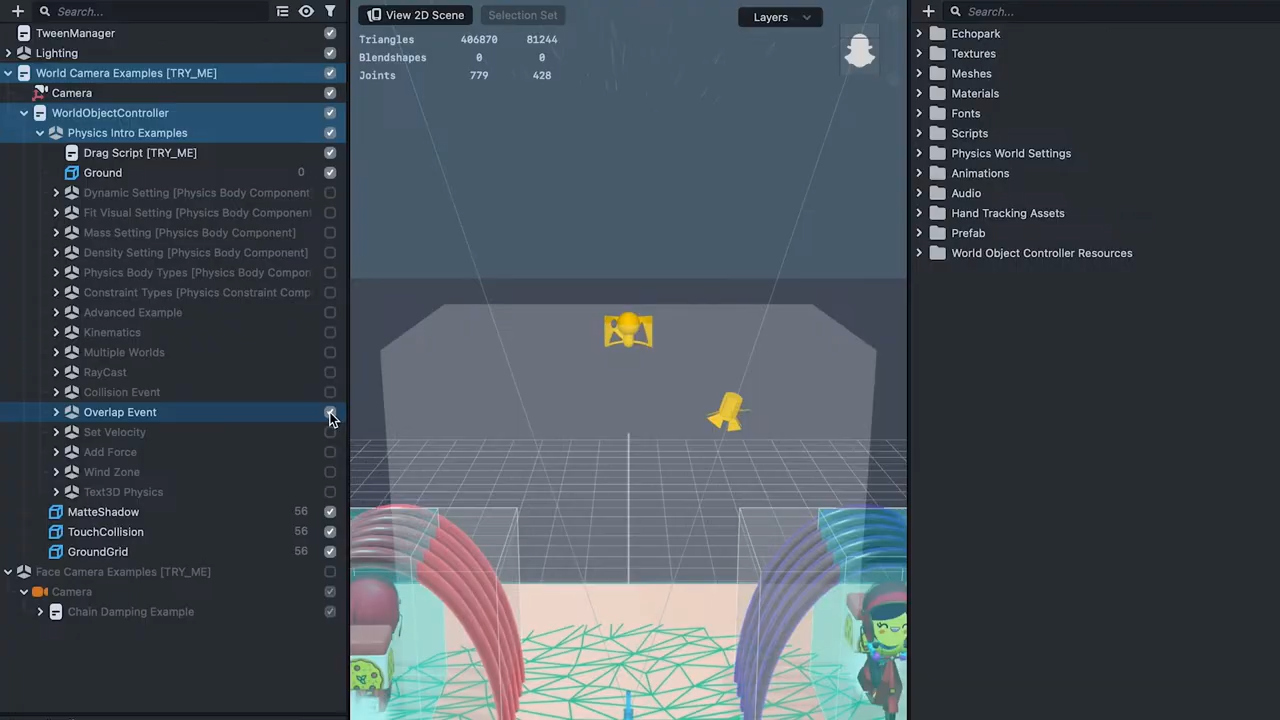 Search...
TweenManager
Lighting
World Camera Examples [TRY_ME]
Camera
WorldObjectController
Physics Intro Examples
Drag Script [TRY_ME]
Ground 0
Dynamic Setting [Physics Body Component
Fit Visual Setting [Physics Body Component
Mass Setting [Physics Body Component]
Density Setting [Physics Body Component]
Physics Body Types [Physics Body Compon
Constraint Types [Physics Constraint Comp
Advanced Example
Kinematics
Multiple Worlds
RayCast
Collision Event
Overlap Event
Set Velocity
Add Force
Wind Zone
Text3D Physics
MatteShadow 56
TouchCollision 56
GroundGrid 56
Face Camera Examples [TRY_ME]
Camera
Chain Damping Example
View 2D Scene
Selection Set
Layers
Triangles 406870 81244
Blendshapes 0 0
Joints 779 428
Search...
Echopark
Textures
Meshes
Materials
Fonts
Scripts
Physics World Settings
Animations
Audio
Hand Tracking Assets
Prefab
World Object Controller Resources